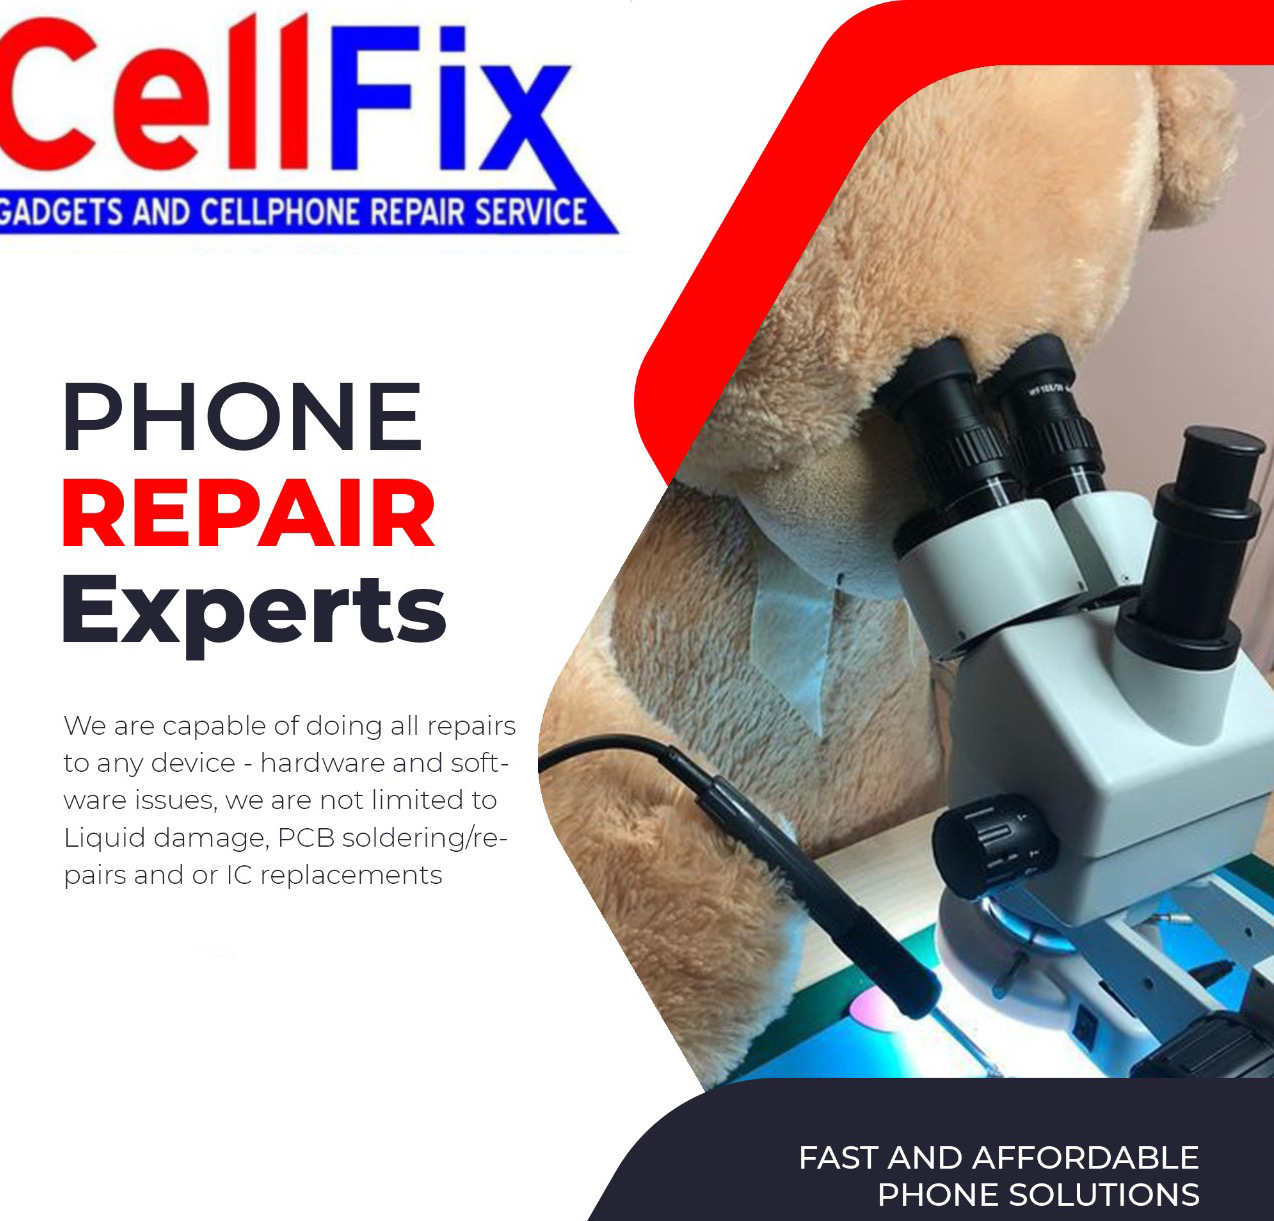 CellFix
GADGETS AND CELLPHONE REPAIR SERVICE
PHONE
REPAIR
Experts
We are capable of doing all repairs
to any device - hardware and soft-
ware issues, we are not limited to
Liquid damage, PCB soldering/re-
pairs and or IC replacements
FAST AND AFFORDABLE
PHONE SOLUTIONS